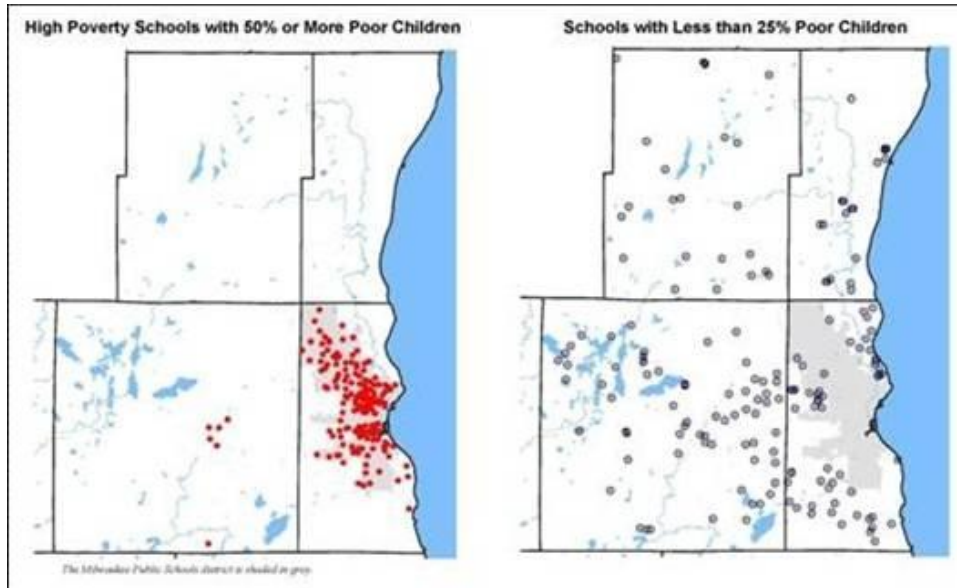 High Poverty Schools with 50% or More Poor Children
Schools with Less than 25% Poor Children
The Milwaukee Public Schools district is shaded in grey.